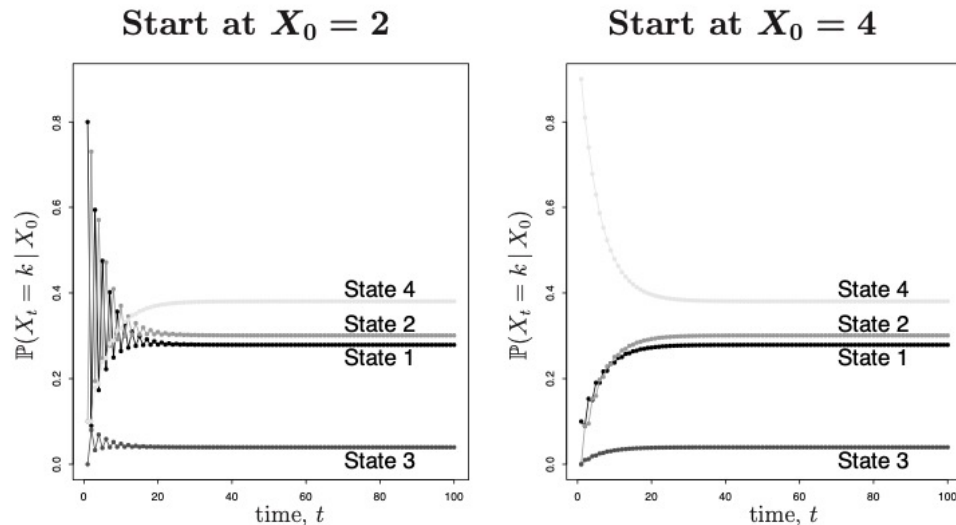 Start at X₀ = 2
Start at X₀ = 4
ℙ(Xₜ = k | X₀)
0.8
0.6
0.4
0.2
0.0
State 4
State 2
State 1
State 3
0 20 40 60 80 100
time, t
ℙ(Xₜ = k | X₀)
0.8
0.6
0.4
0.2
0.0
State 4
State 2
State 1
State 3
0 20 40 60 80 100
time, t